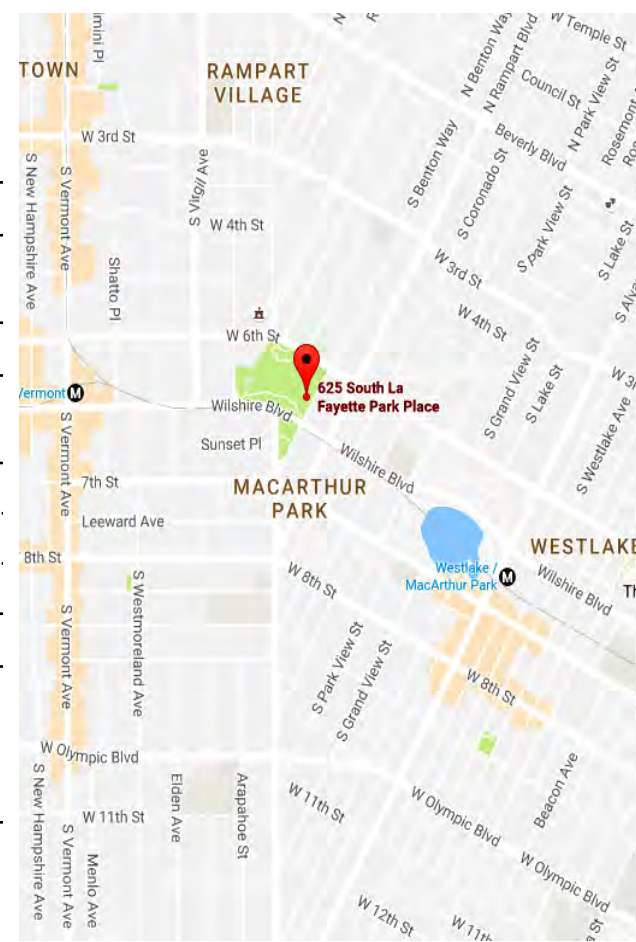 W Temple St
N Benton Way
N Rampart Blvd
imini Pl
TOWN
RAMPART
VILLAGE
Council St
N Park View St
Rosemont
W 3rd St
S Benton Way
Beverly Blvd
S New Hampshire Ave
S Vermont Ave
S Virgil Ave
S Coronado St
S Park View St
S Lake St
W 4th St
Shatto Pl
W 3rd St
W 4th St
W 6th St
S Grand View St
S Lake St
S Westlake Ave
625 South La
Fayette Park Place
Vermont M
Wilshire Blvd
Sunset Pl
Wilshire Blvd
S Vermont Ave
7th St
MACARTHUR
PARK
Leeward Ave
8th St
WESTLAKE
Westlake /
MacArthur Park M
Wilshire Blvd
Th
W 8th St
S Westmoreland Ave
S Vermont Ave
S Park View St
S Grand View St
W 8th St
W Olympic Blvd
Beacon Ave
S New Hampshire Ave
Elden Ave
Arapahoe St
W 11th St
W 11th St
W Olympic Blvd
S Vermont Ave
Menlo Ave
W Olympic Blvd
W 12th St
W 11th